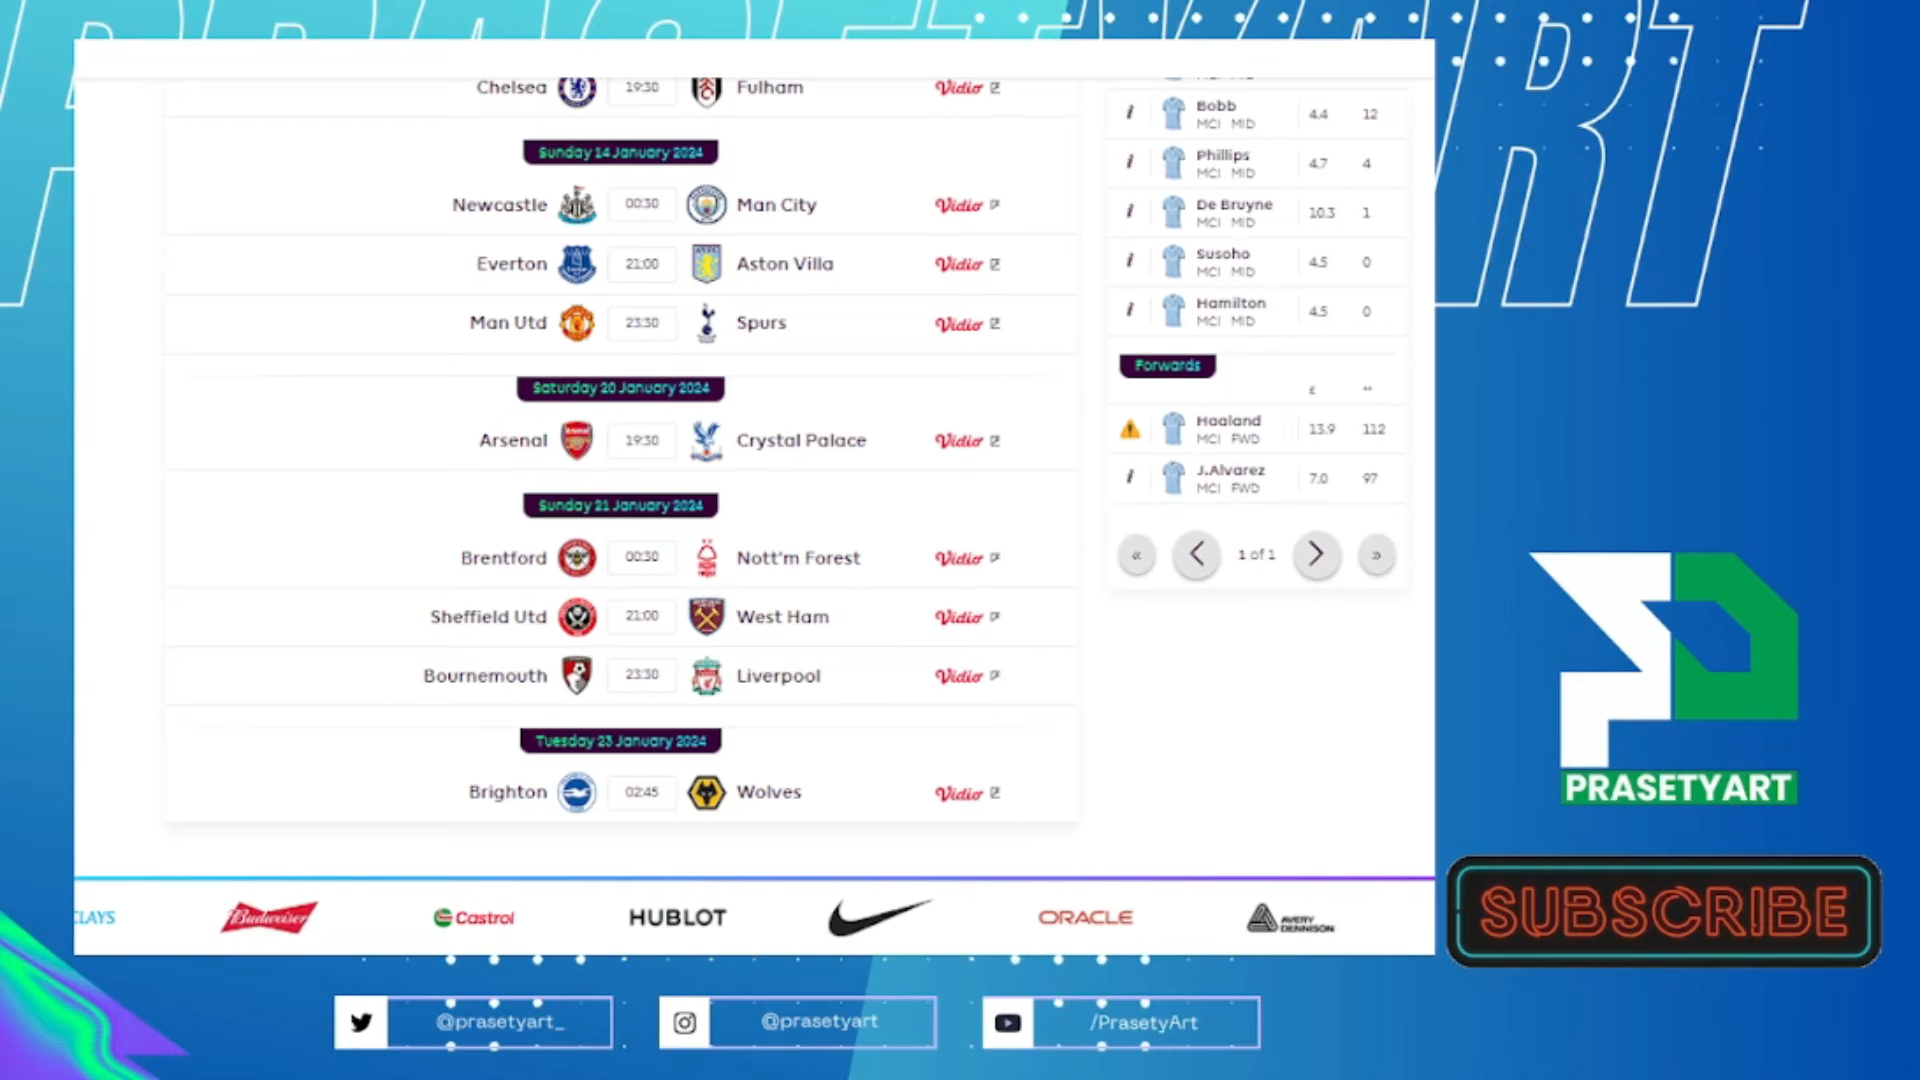 PRASETYART
Chelsea 19:30 Fulham Vidio
Sunday 14 January 2024
Newcastle 00:30 Man City Vidio
Everton 21:00 Aston Villa Vidio
Man Utd 23:30 Spurs Vidio
Saturday 20 January 2024
Arsenal 19:30 Crystal Palace Vidio
Sunday 21 January 2024
Brentford 00:30 Nott'm Forest Vidio
Sheffield Utd 21:00 West Ham Vidio
Bournemouth 23:30 Liverpool Vidio
Tuesday 23 January 2024
Brighton 02:45 Wolves Vidio
Bobb 4.4 12
MCI MID
Phillips 4.7 4
MCI MID
De Bruyne 10.3 1
MCI MID
Susoho 4.5 0
MCI MID
Hamilton 4.5 0
MCI MID
Forwards
£ **
Haaland 13.9 112
MCI FWD
J.Alvarez 7.0 97
MCI FWD
« 1 of 1 »
CLAYS Budweiser Castrol HUBLOT ORACLE AVERY
DENNISON
PRASETYART
SUBSCRIBE
@prasetyart_ @prasetyart /PrasetyArt